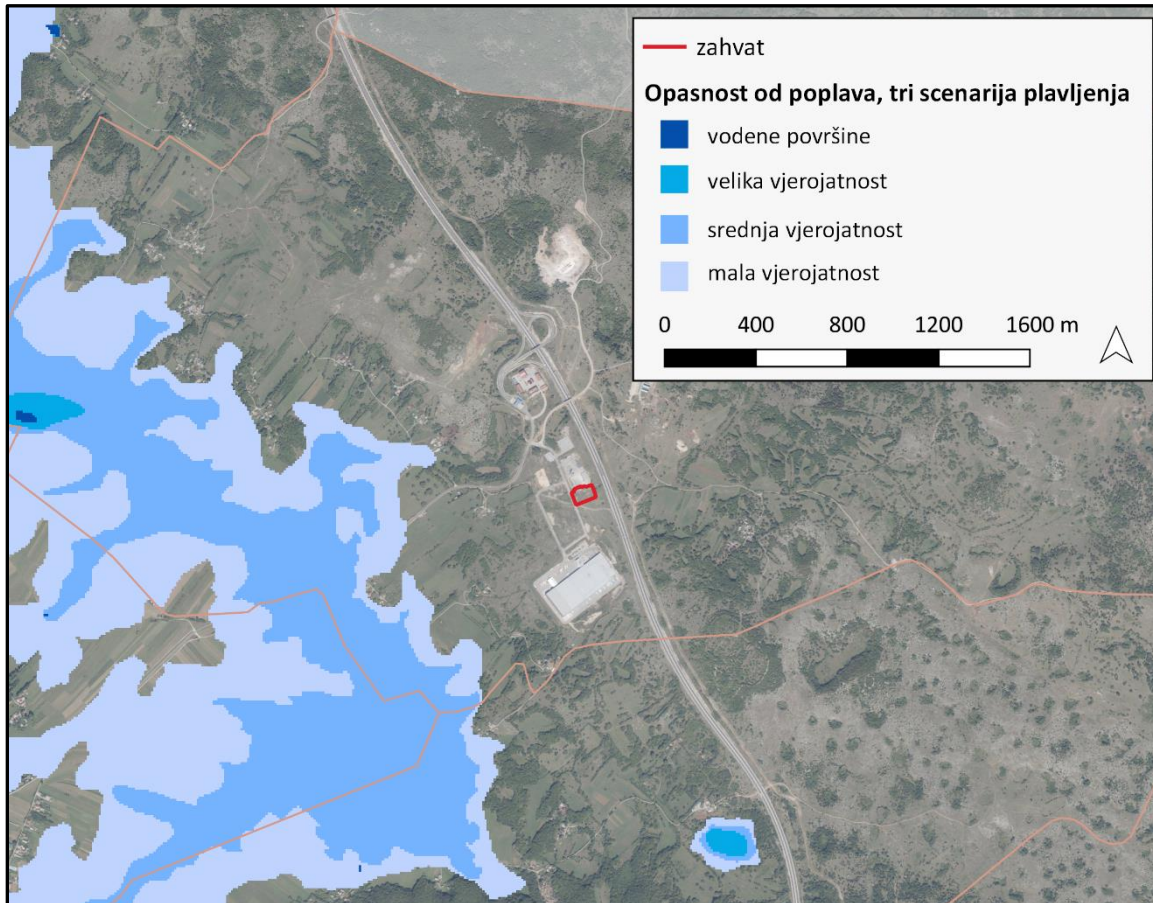 zahvat
Opasnost od poplava, tri scenarija plavljenja
vodene površine
velika vjerojatnost
srednja vjerojatnost
mala vjerojatnost
0 400 800 1200 1600 m